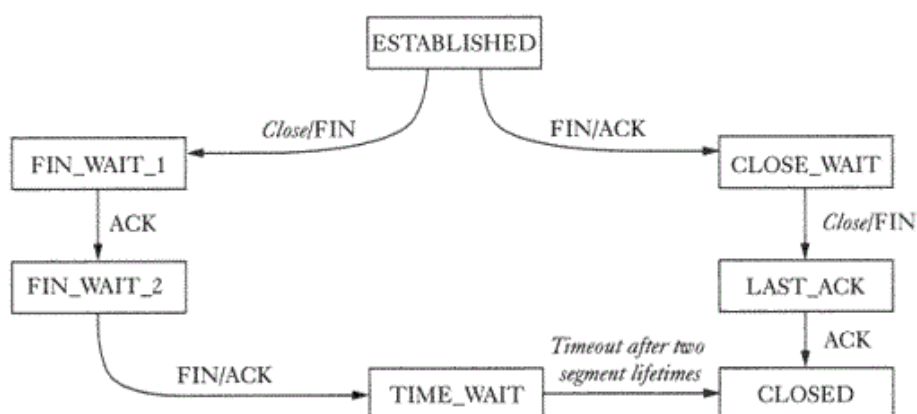 ESTABLISHED
Close/FIN
FIN/ACK
FIN_WAIT_1
CLOSE_WAIT
ACK
Close/FIN
FIN_WAIT_2
LAST_ACK
FIN/ACK
Timeout after two
segment lifetimes
ACK
TIME_WAIT
CLOSED